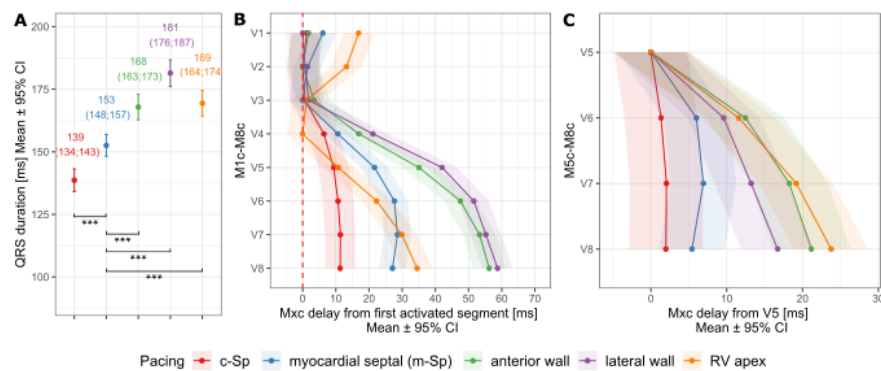 A
QRS duration [ms] Mean ± 95% CI
200
175
150
125
100
139
(134;143)
153
(148;157)
168
(163;173)
181
(176;187)
169
(164;174
***
***
***
***
B
M1c-M8c
V1
V2
V3
V4
V5
V6
V7
V8
0
10
20
30
40
50
60
70
Mxc delay from first activated segment [ms]
Mean ± 95% CI
C
M5c-M8c
V5
V6
V7
V8
0
10
20
30
Mxc delay from V5 [ms]
Mean ± 95% CI
Pacing c-Sp myocardial septal (m-Sp) anterior wall lateral wall RV apex